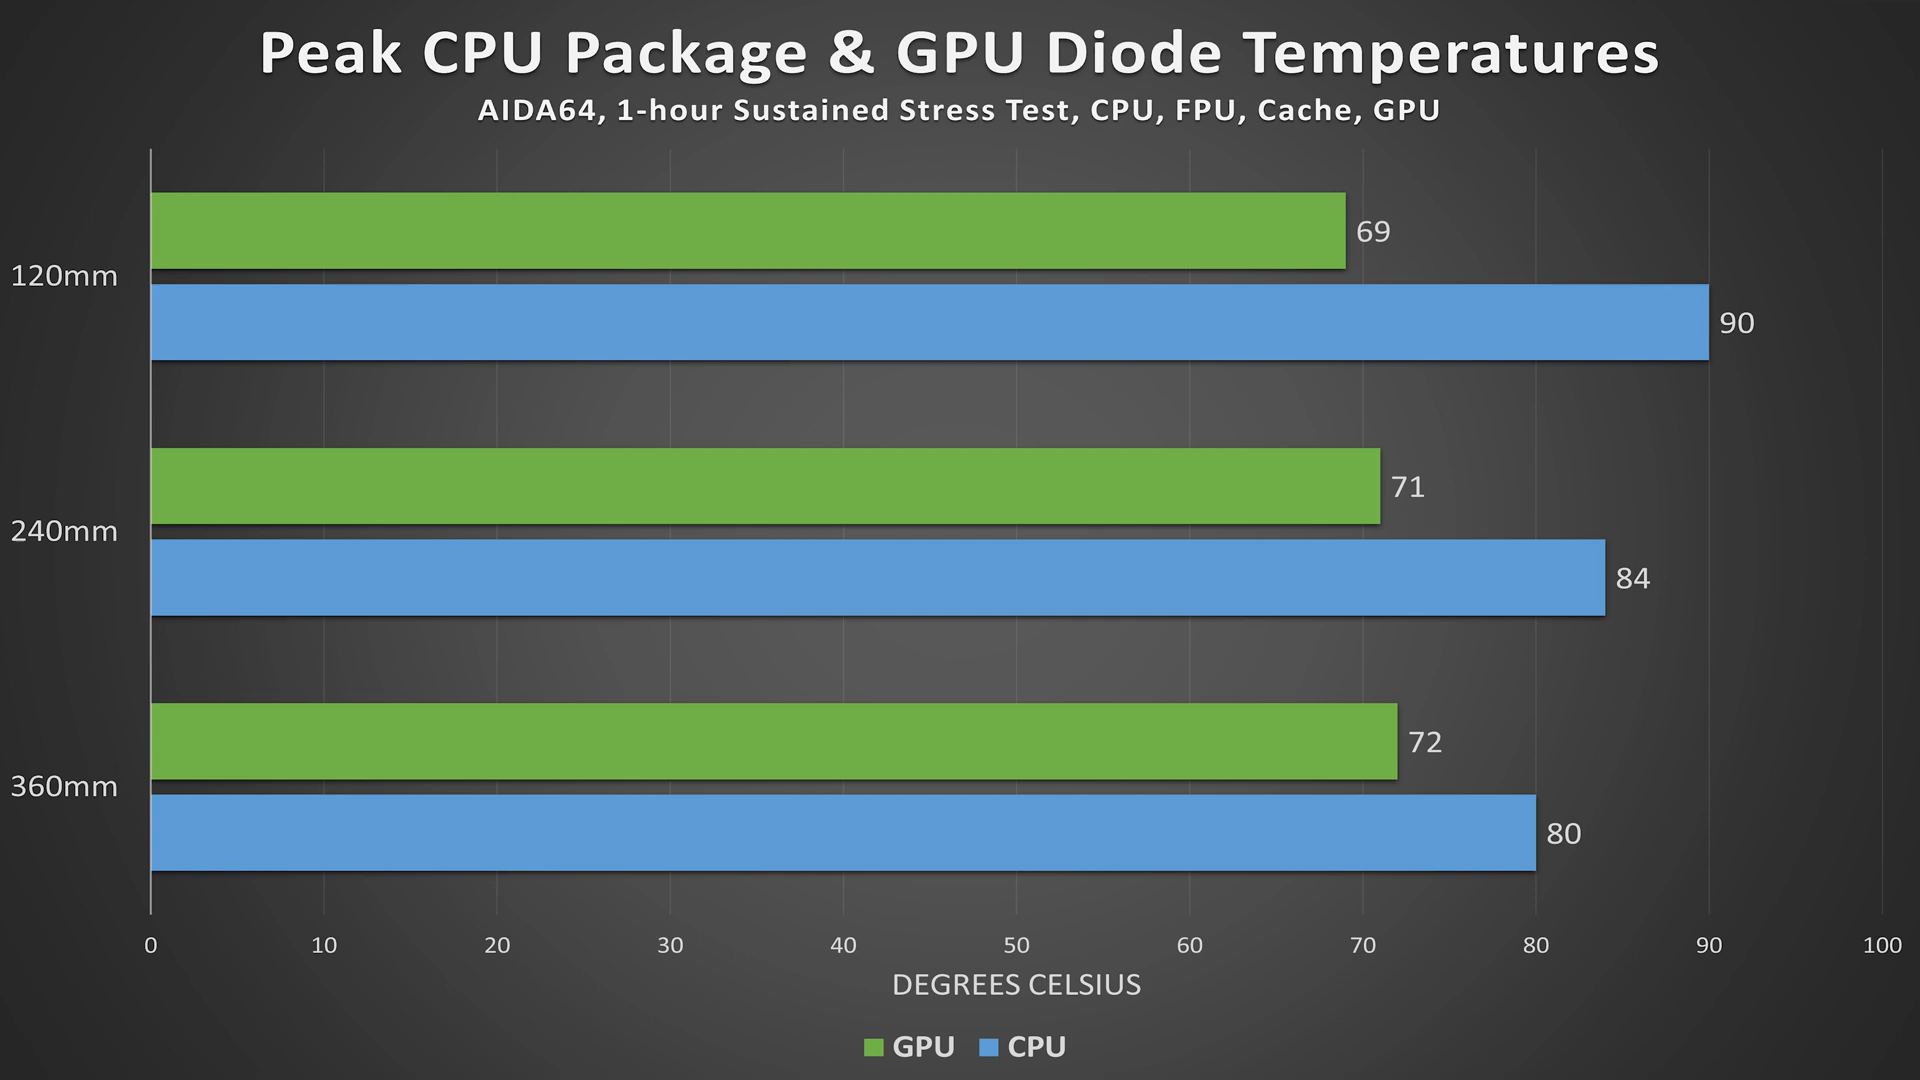 Peak CPU Package & GPU Diode Temperatures
AIDA64, 1-hour Sustained Stress Test, CPU, FPU, Cache, GPU
69
120mm
90
71
240mm
84
72
360mm
80
0 10 20 30 40 50 60 70 80 90 100
DEGREES CELSIUS
GPU CPU